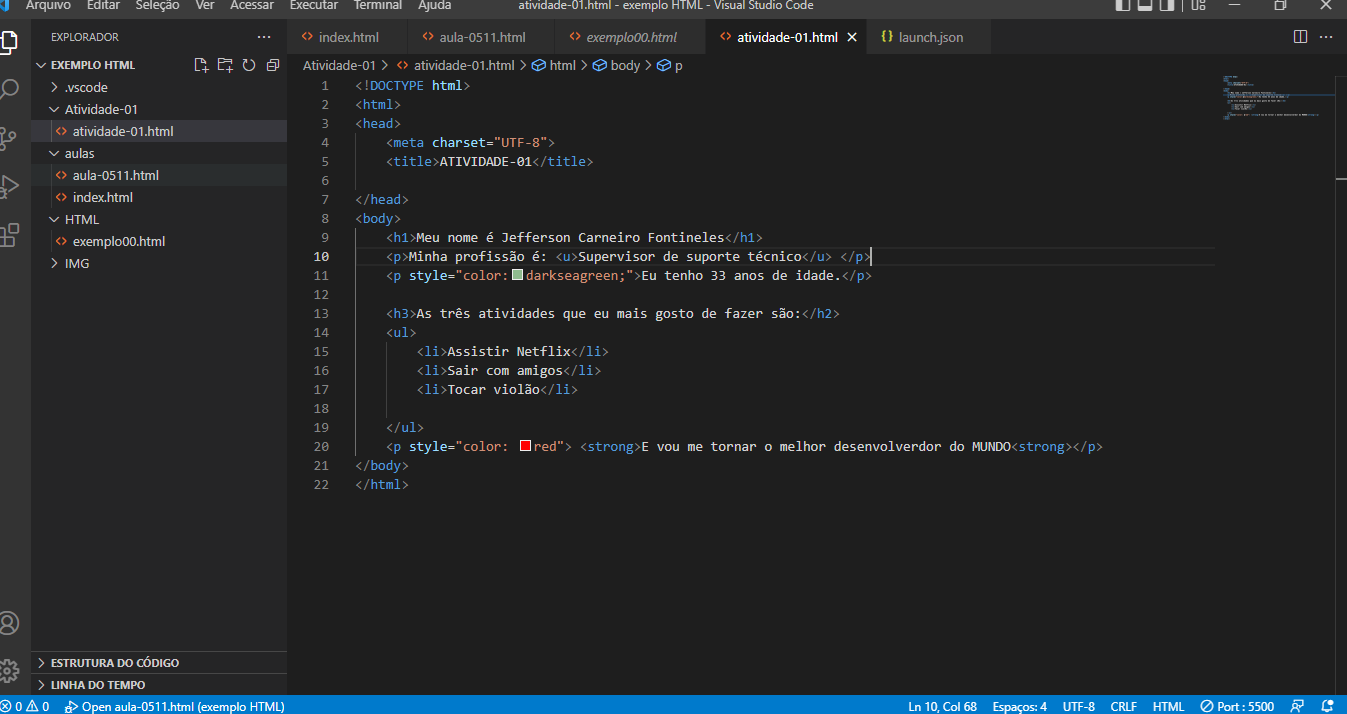 Arquivo Editar Seleção Ver Acessar Executar Terminal Ajuda atividade-01.html - exemplo HTML - Visual Studio Code
EXPLORADOR ···
index.html aula-0511.html exemplo00.html atividade-01.html launch.json
EXEMPLO HTML
.vscode
Atividade-01
atividade-01.html
aulas
aula-0511.html
index.html
HTML
exemplo00.html
IMG
ESTRUTURA DO CÓDIGO
LINHA DO TEMPO
Atividade-01 > atividade-01.html > html > body > p
1 <!DOCTYPE html>
2 <html>
3 <head>
4 <meta charset="UTF-8">
5 <title>ATIVIDADE-01</title>
6
7 </head>
8 <body>
9 <h1>Meu nome é Jefferson Carneiro Fontineles</h1>
10 <p>Minha profissão é: <u>Supervisor de suporte técnico</u> </p>
11 <p style="color:darkseagreen;">Eu tenho 33 anos de idade.</p>
12
13 <h3>As três atividades que eu mais gosto de fazer são:</h2>
14 <ul>
15 <li>Assistir Netflix</li>
16 <li>Sair com amigos</li>
17 <li>Tocar violão</li>
18
19 </ul>
20 <p style="color: red"> <strong>E vou me tornar o melhor desenvolverdor do MUNDO<strong></p>
21 </body>
22 </html>
0 0 Open aula-0511.html (exemplo HTML) Ln 10, Col 68 Espaços: 4 UTF-8 CRLF HTML Port : 5500